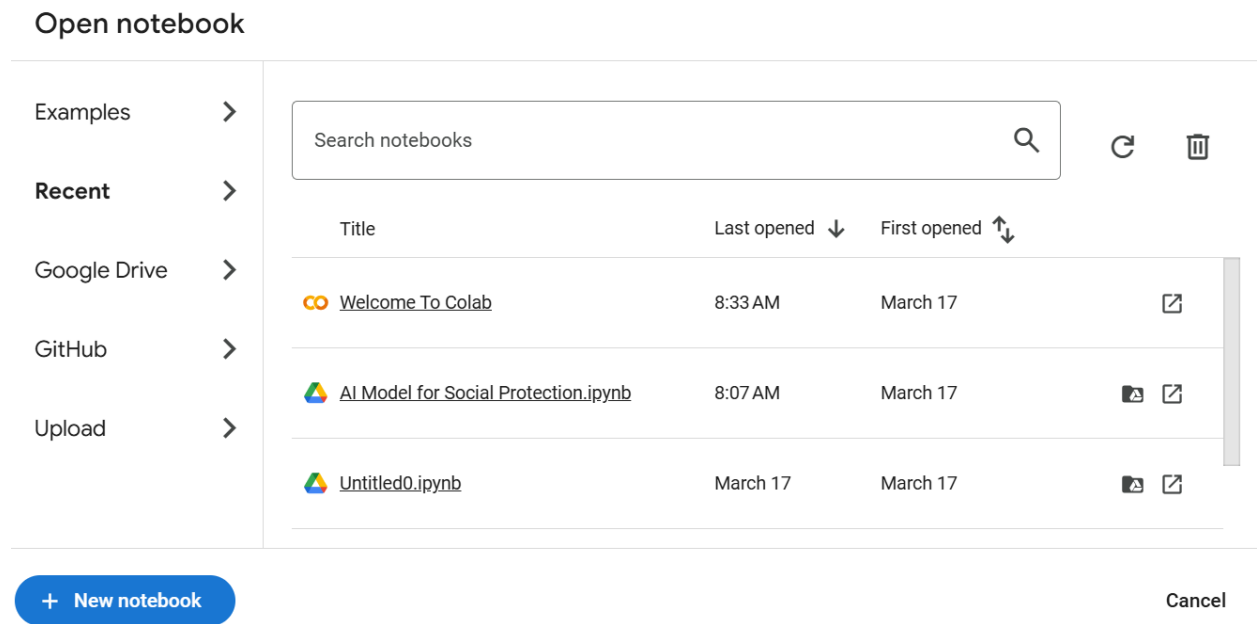 Open notebook
Examples
Recent
Google Drive
GitHub
Upload
Search notebooks
Title Last opened First opened
Welcome To Colab 8:33 AM March 17
AI Model for Social Protection.ipynb 8:07 AM March 17
Untitled0.ipynb March 17 March 17
+ New notebook Cancel